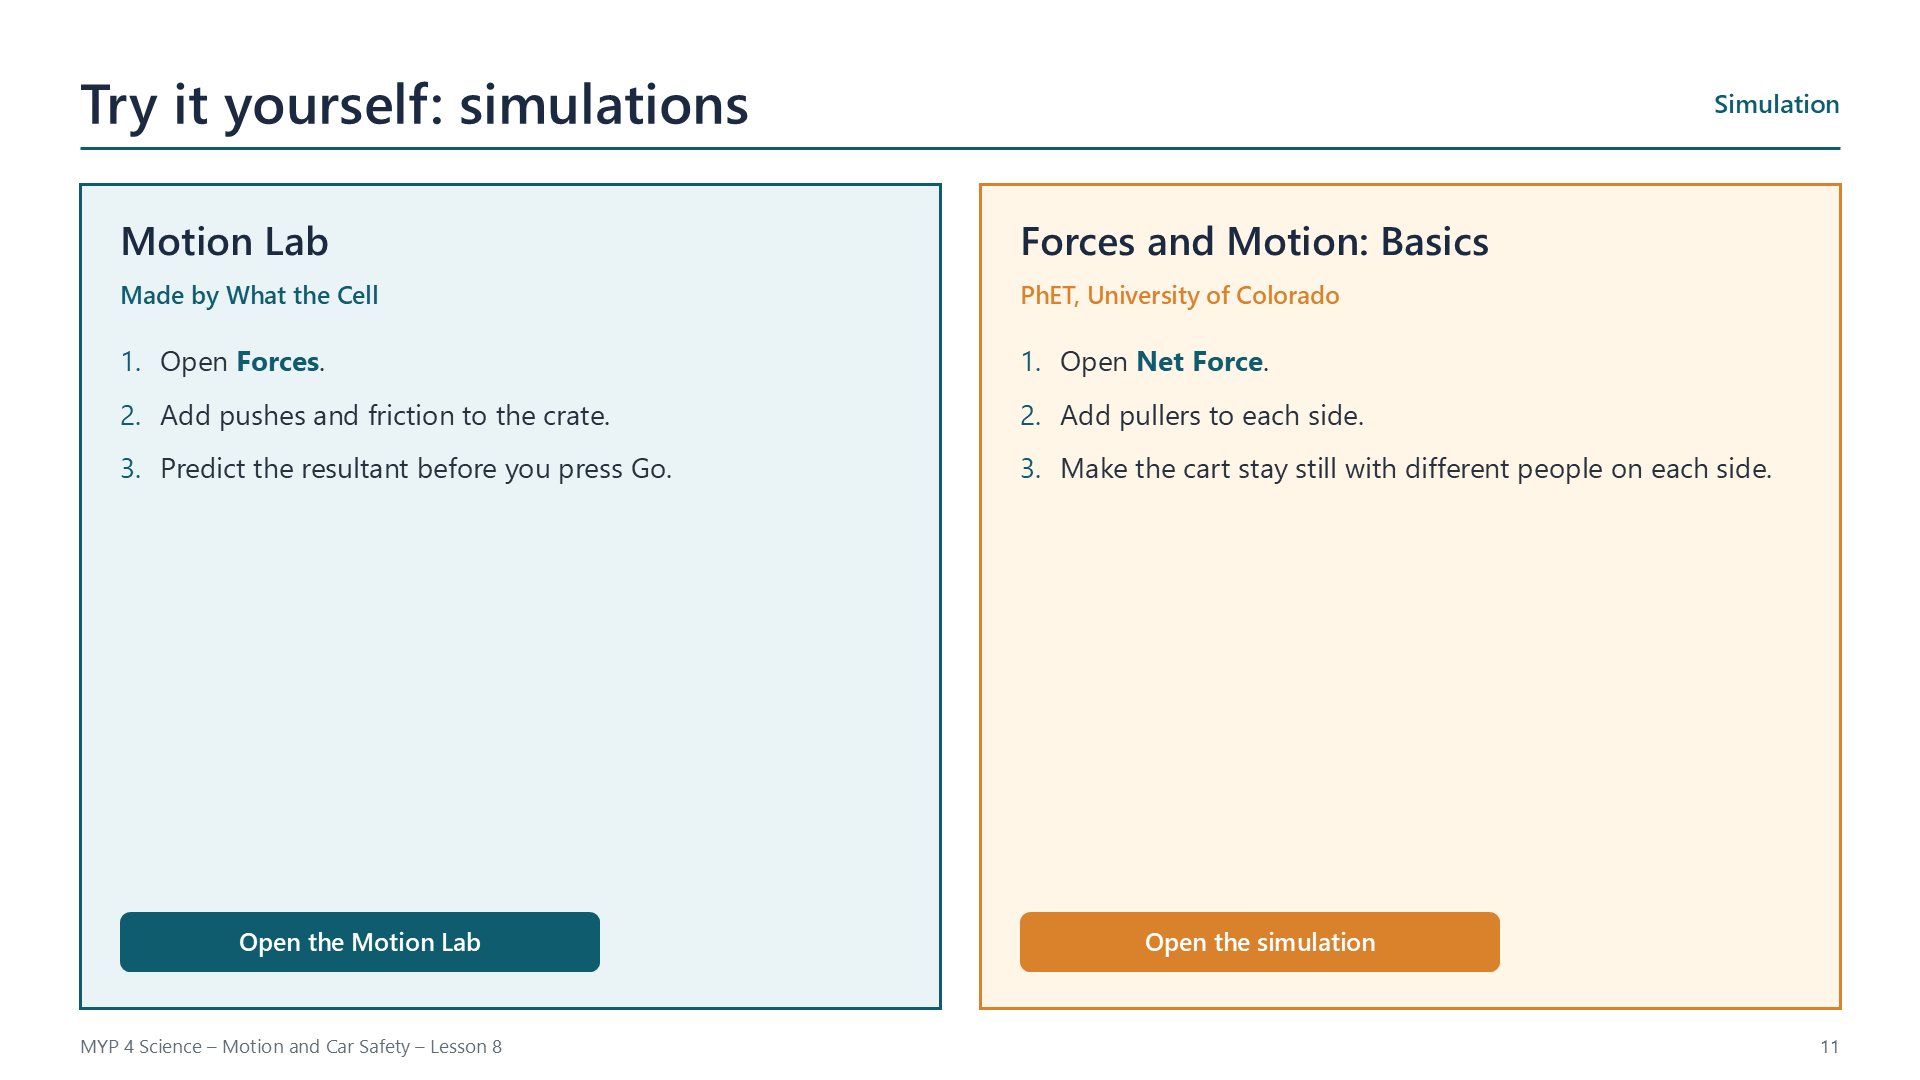 Try it yourself: simulations
Simulation
Motion Lab
Made by What the Cell
1. Open Forces.
2. Add pushes and friction to the crate.
3. Predict the resultant before you press Go.
Open the Motion Lab
Forces and Motion: Basics
PhET, University of Colorado
1. Open Net Force.
2. Add pullers to each side.
3. Make the cart stay still with different people on each side.
Open the simulation
MYP 4 Science – Motion and Car Safety – Lesson 8
11